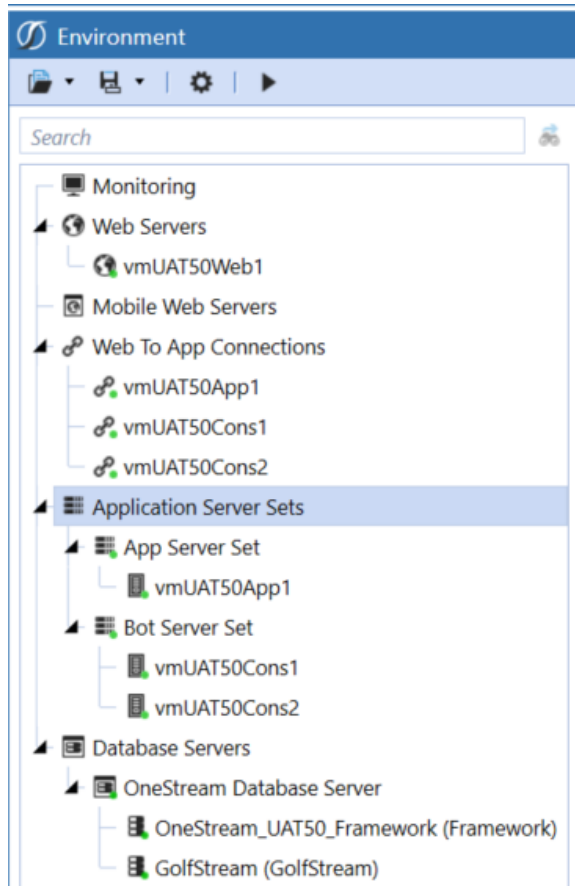 Environment
Search
Monitoring
Web Servers
vmUAT50Web1
Mobile Web Servers
Web To App Connections
vmUAT50App1
vmUAT50Cons1
vmUAT50Cons2
Application Server Sets
App Server Set
vmUAT50App1
Bot Server Set
vmUAT50Cons1
vmUAT50Cons2
Database Servers
OneStream Database Server
OneStream_UAT50_Framework (Framework)
GolfStream (GolfStream)